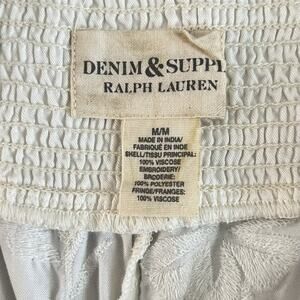 DENIM & SUPPL
RALPH LAUREN
M/M
MADE IN INDIA/
FABRIQUÉ EN INDE
SHELL/TISSU PRINCIPAL:
100% VISCOSE
EMBROIDERY/
BRODERIE:
100% POLYESTER
FRINGE/FRANGES:
100% VISCOSE